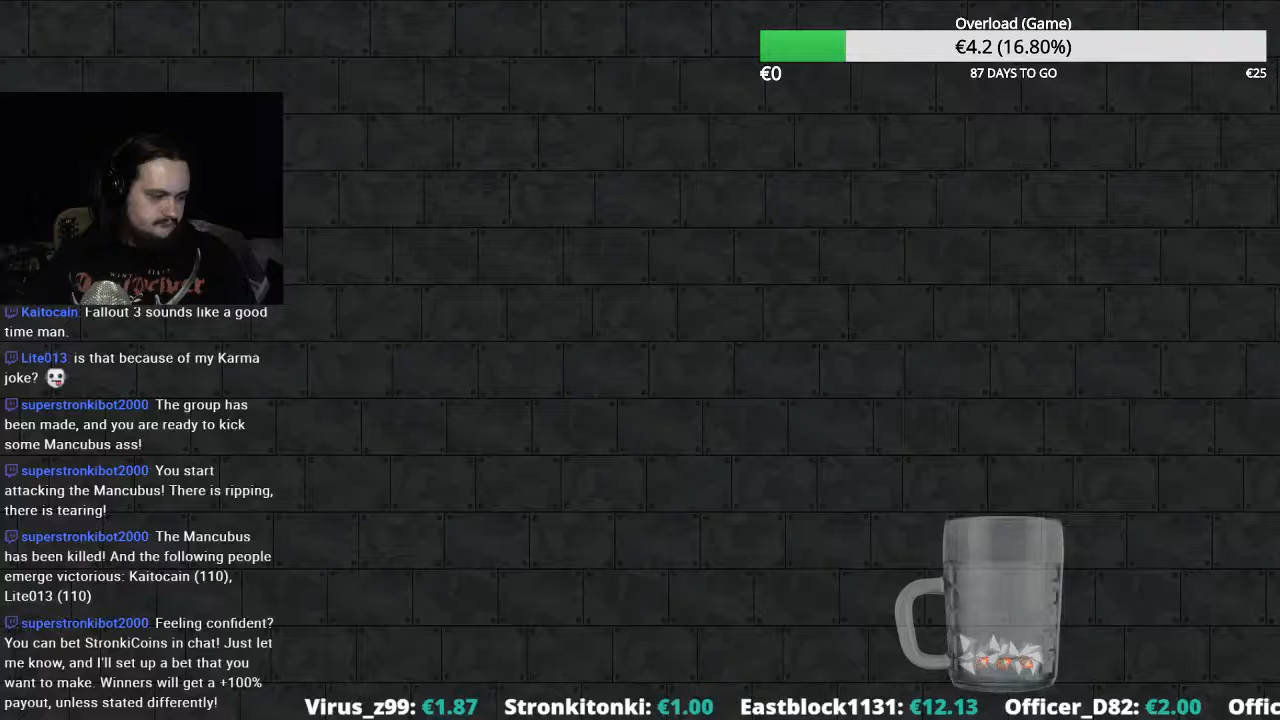 Overload (Game)
€4.2 (16.80%)
€0
87 DAYS TO GO
€25
Kaitocain Fallout 3 sounds like a good
time man.
Lite013 is that because of my Karma
joke?
superstronkibot2000 The group has
been made, and you are ready to kick
some Mancubus ass!
superstronkibot2000 You start
attacking the Mancubus! There is ripping,
there is tearing!
superstronkibot2000 The Mancubus
has been killed! And the following people
emerge victorious: Kaitocain (110),
Lite013 (110)
superstronkibot2000 Feeling confident?
You can bet StronkiCoins in chat! Just let
me know, and I'll set up a bet that you
want to make. Winners will get a +100%
payout, unless stated differently!
Virus_z99: €1.87 Stronkitonki: €1.00 Eastblock1131: €12.13 Officer_D82: €2.00 Offic